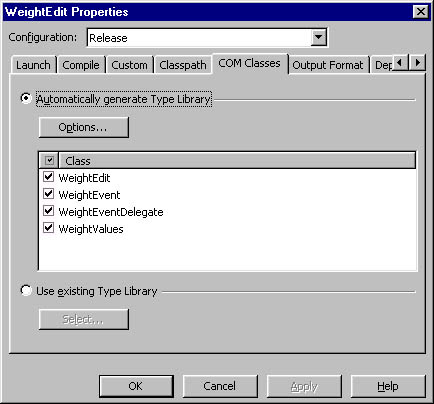 WeightEdit Properties
Configuration: Release
Launch Compile Custom Classpath COM Classes Output Format Dep
Automatically generate Type Library
Options...
Class
WeightEdit
WeightEvent
WeightEventDelegate
WeightValues
Use existing Type Library
Select...
OK Cancel Apply Help